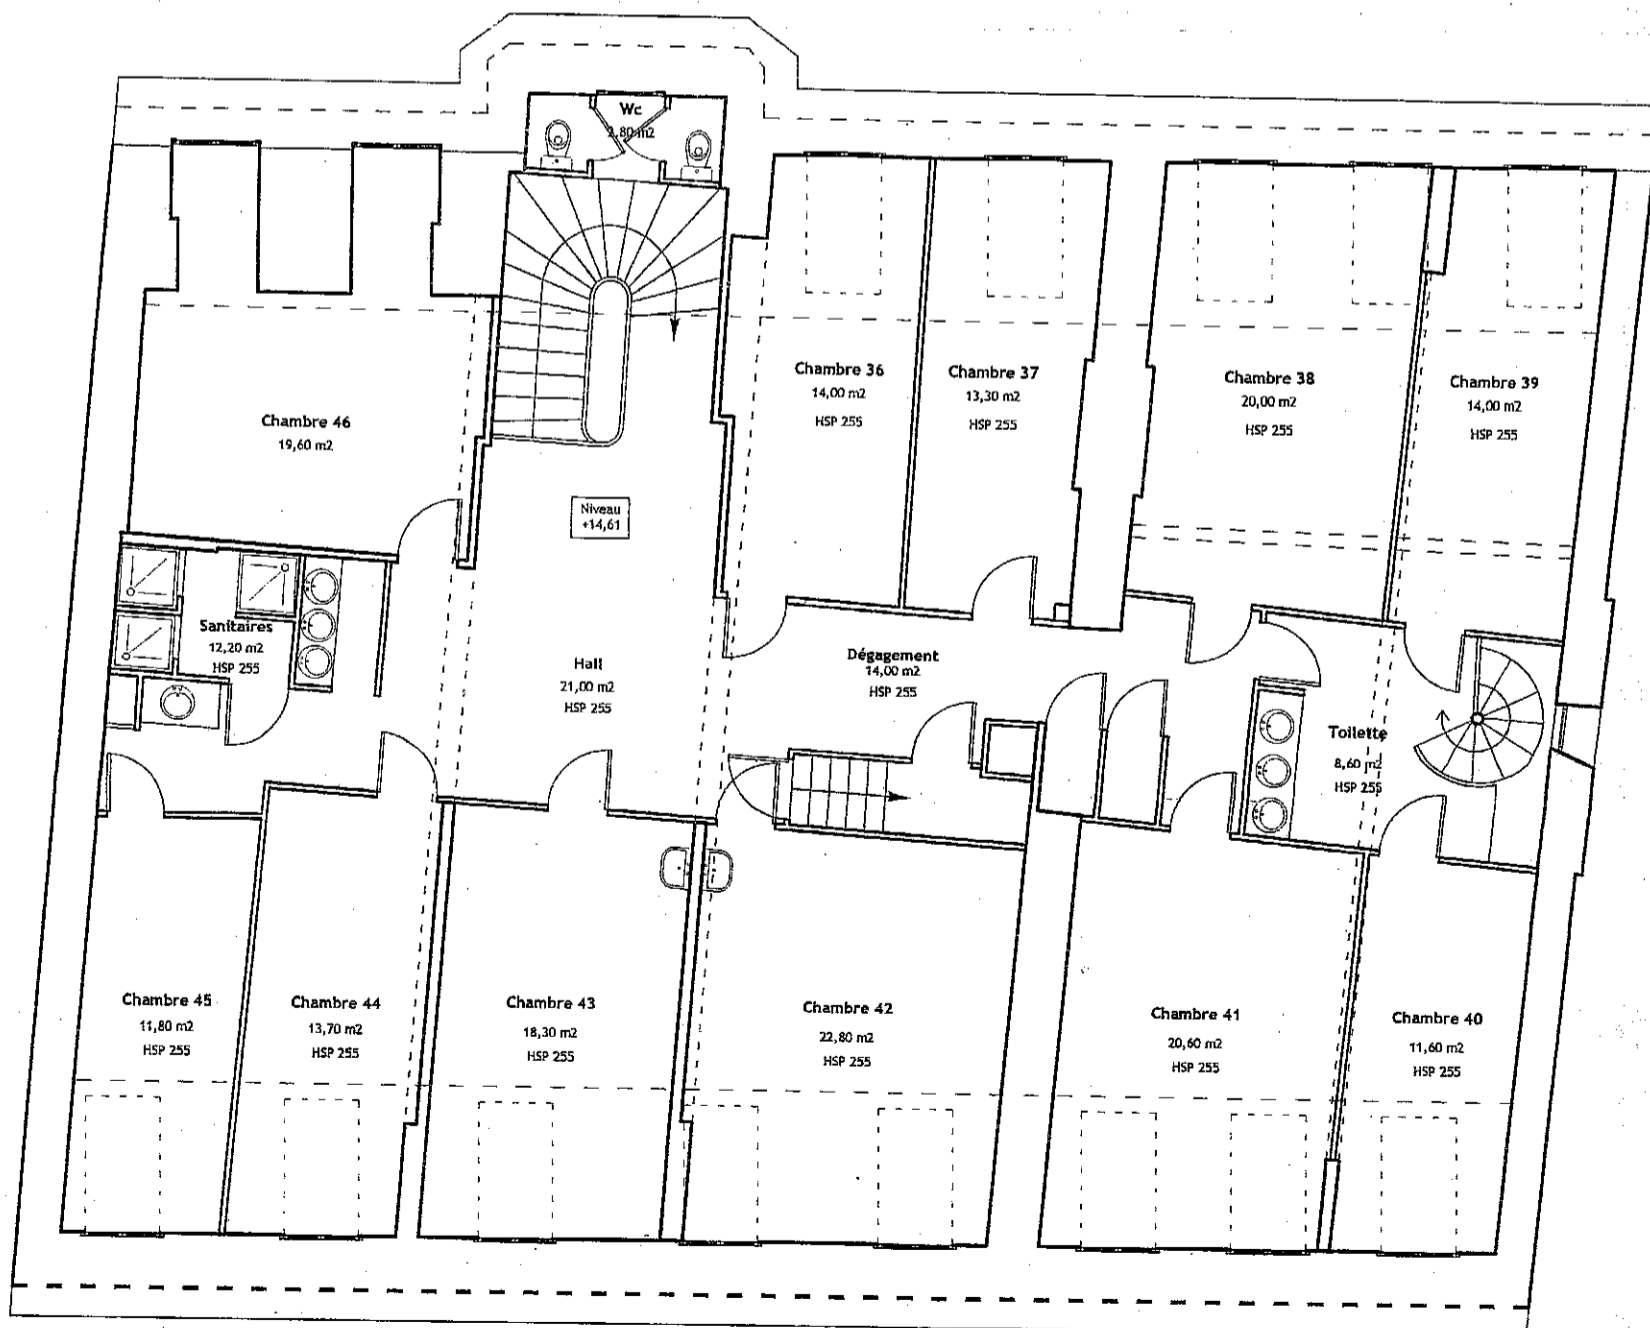 Wc
2,80 m2
Chambre 36
14,00 m2
HSP 255
Chambre 37
13,30 m2
HSP 255
Chambre 38
20,00 m2
HSP 255
Chambre 39
14,00 m2
HSP 255
Chambre 46
19,60 m2
Niveau
+14,61
Sanitaires
12,20 m2
HSP 255
Hall
21,00 m2
HSP 255
Dégagement
14,00 m2
HSP 255
Toilette
8,60 m2
HSP 255
Chambre 45
11,80 m2
HSP 255
Chambre 44
13,70 m2
HSP 255
Chambre 43
18,30 m2
HSP 255
Chambre 42
22,80 m2
HSP 255
Chambre 41
20,60 m2
HSP 255
Chambre 40
11,60 m2
HSP 255